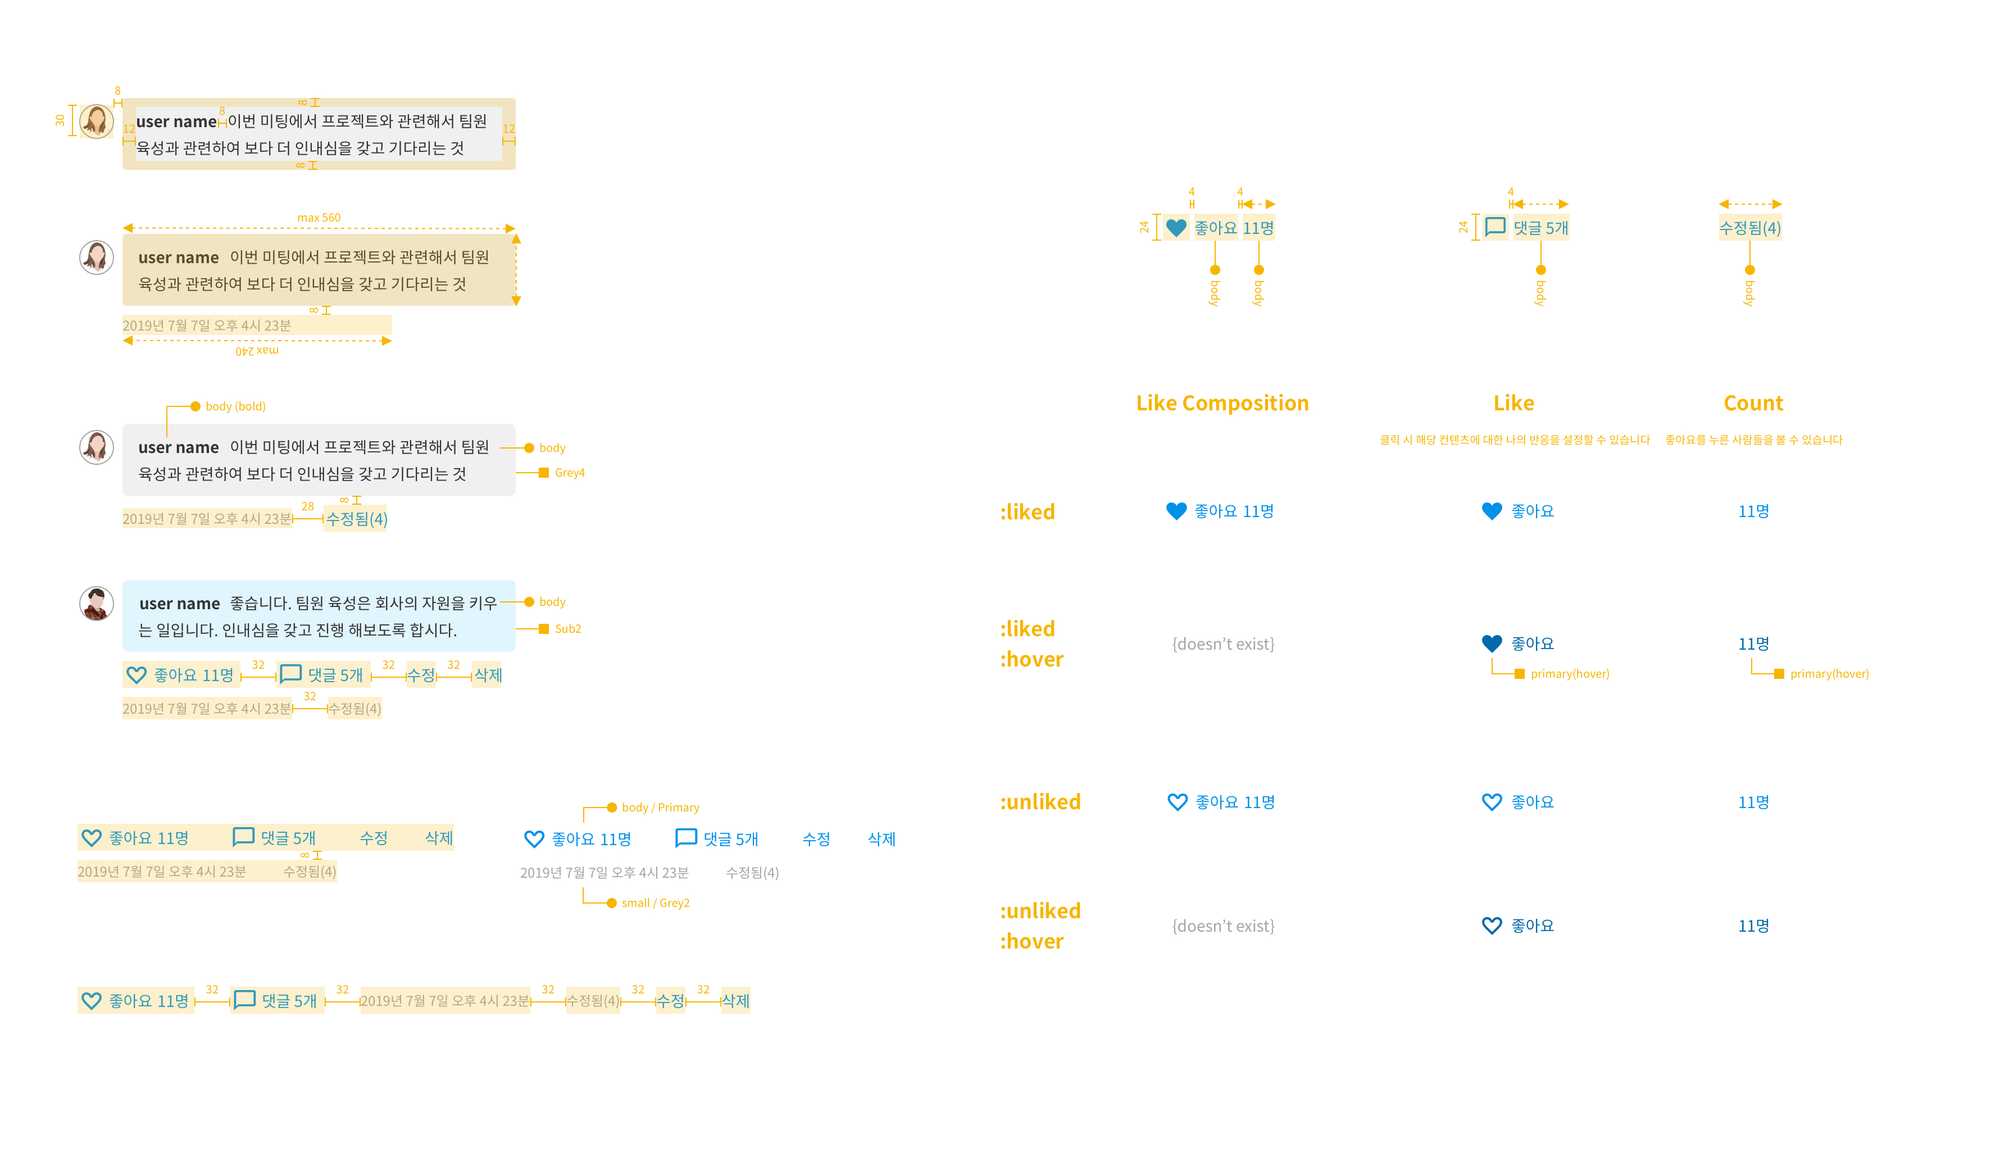 8
8
30
8
12
user name
이번 미팅에서 프로젝트와 관련해서 팀원
12
육성과 관련하여 보다 더 인내심을 갖고 기다리는 것
8
max 560
user name 이번 미팅에서 프로젝트와 관련해서 팀원
육성과 관련하여 보다 더 인내심을 갖고 기다리는 것
8
2019년 7월 7일 오후 4시 23분
max 240
body (bold)
user name 이번 미팅에서 프로젝트와 관련해서 팀원
body
육성과 관련하여 보다 더 인내심을 갖고 기다리는 것
Grey4
8
2019년 7월 7일 오후 4시 23분
28
수정됨(4)
user name 좋습니다. 팀원 육성은 회사의 자원을 키우
body
는 일입니다. 인내심을 갖고 진행 해보도록 합시다.
Sub2
좋아요 11명
32
댓글 5개
32
수정
32
삭제
2019년 7월 7일 오후 4시 23분
32
수정됨(4)
좋아요 11명 댓글 5개 수정 삭제
8
2019년 7월 7일 오후 4시 23분 수정됨(4)
body / Primary
좋아요 11명 댓글 5개 수정 삭제
2019년 7월 7일 오후 4시 23분 수정됨(4)
small / Grey2
좋아요 11명
32
댓글 5개
32
2019년 7월 7일 오후 4시 23분
32
수정됨(4)
32
수정
32
삭제
4
4
24
좋아요 11명
body
body
4
24
댓글 5개
body
수정됨(4)
body
Like Composition
Like
Count
클릭 시 해당 컨텐츠에 대한 나의 반응을 설정할 수 있습니다
좋아요를 누른 사람들을 볼 수 있습니다
:liked
좋아요 11명
좋아요
11명
:liked
:hover
{doesn't exist}
좋아요
primary(hover)
11명
primary(hover)
:unliked
좋아요 11명
좋아요
11명
:unliked
:hover
{doesn't exist}
좋아요
11명